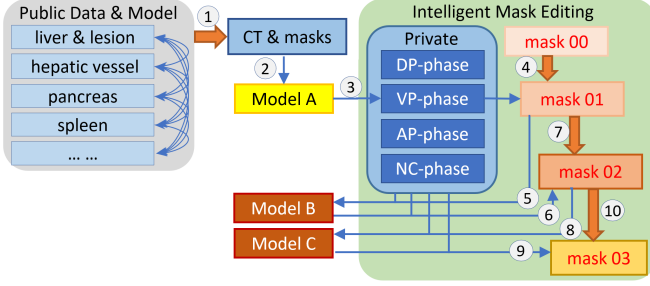 Public Data & Model
liver & lesion
hepatic vessel
pancreas
spleen
... ...
1
CT & masks
2
Model A
3
Intelligent Mask Editing
Private
DP-phase
VP-phase
AP-phase
NC-phase
mask 00
4
mask 01
7
mask 02
5
6
8
10
Model B
Model C
9
mask 03